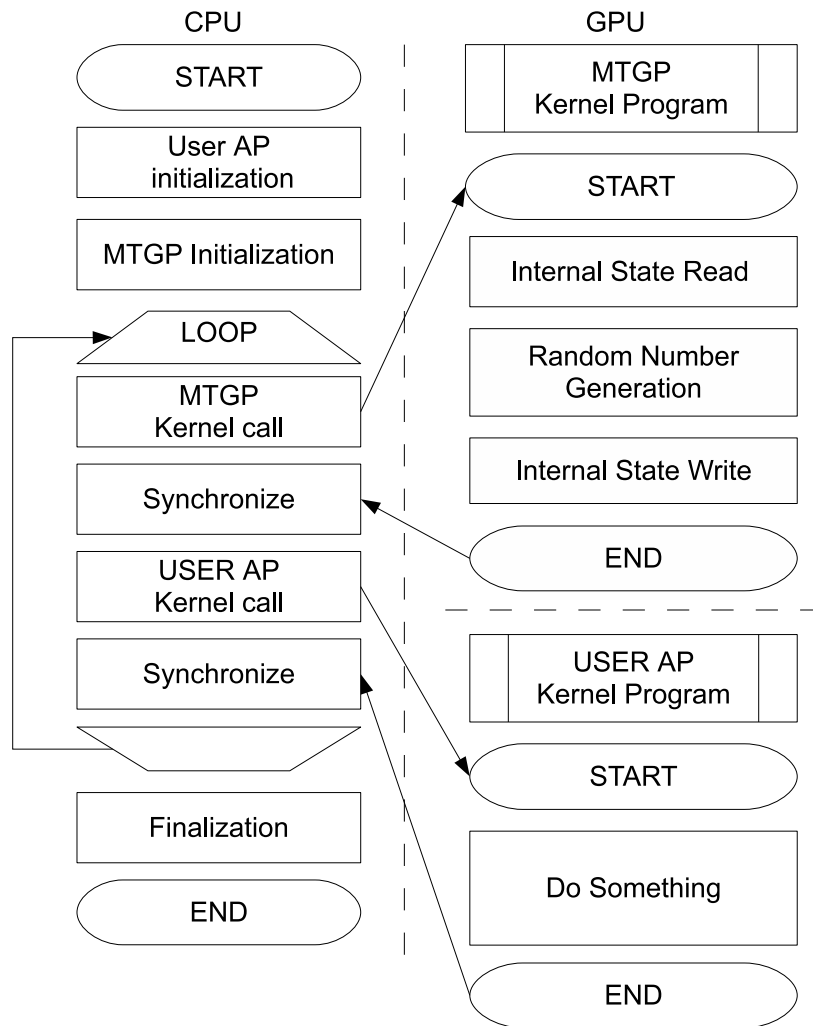 CPU
START
User AP
initialization
MTGP Initialization
LOOP
MTGP
Kernel call
Synchronize
USER AP
Kernel call
Synchronize
Finalization
END
GPU
MTGP
Kernel Program
START
Internal State Read
Random Number
Generation
Internal State Write
END
USER AP
Kernel Program
START
Do Something
END